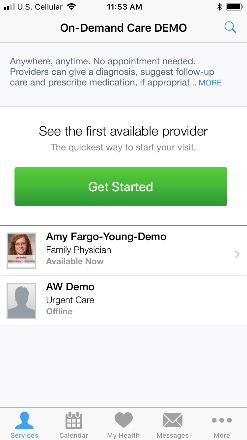 U.S. Cellular 11:53 AM
On-Demand Care DEMO
Anywhere, anytime. No appointment needed.
Providers can give a diagnosis, suggest follow-up
care and prescribe medication, if appropriat... MORE
See the first available provider
The quickest way to start your visit.
Get Started
Amy Fargo-Young-Demo
Family Physician
Available Now
AW Demo
Urgent Care
Offline
Services Calendar My Health Messages More